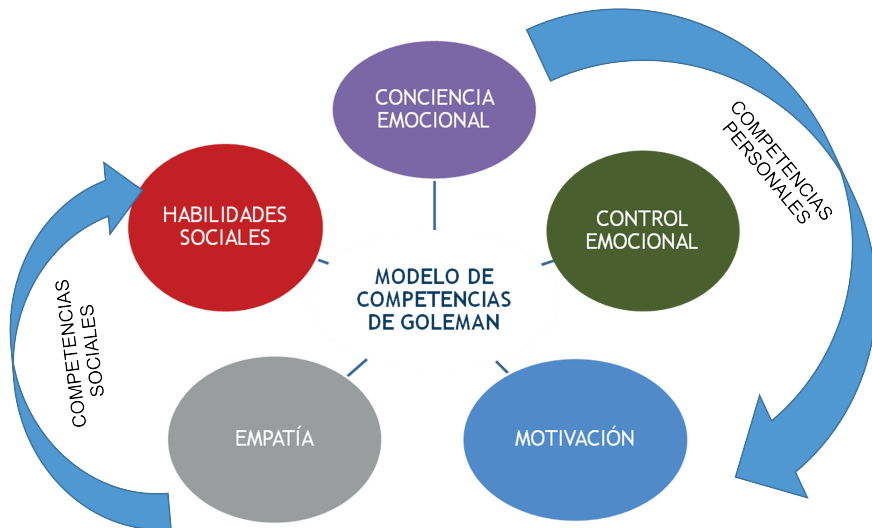 CONCIENCIA
EMOCIONAL
COMPETENCIAS
PERSONALES
HABILIDADES
SOCIALES
CONTROL
EMOCIONAL
MODELO DE
COMPETENCIAS
DE GOLEMAN
COMPETENCIAS
SOCIALES
EMPATÍA
MOTIVACIÓN